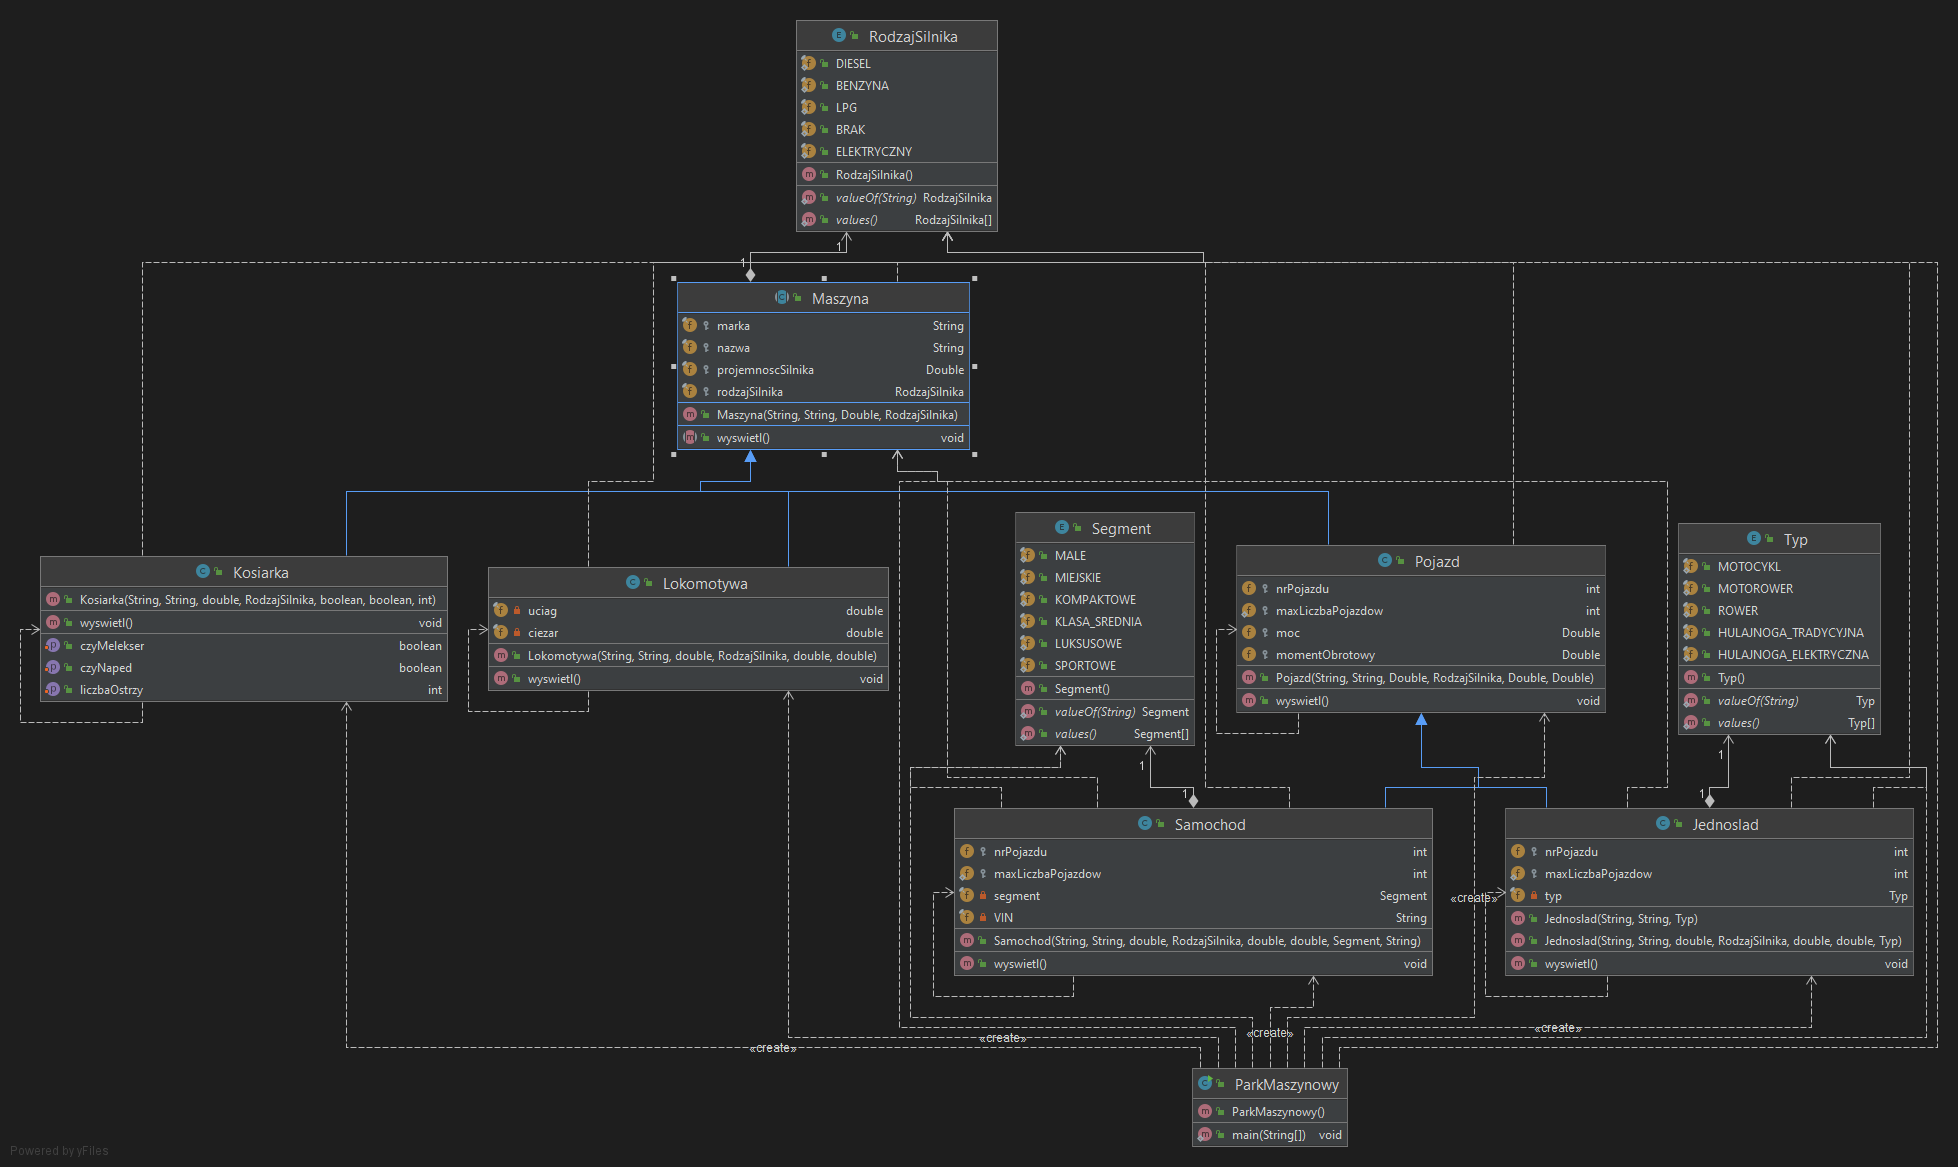 RodzajSilnika
DIESEL
BENZYNA
LPG
BRAK
ELEKTRYCZNY
RodzajSilnika()
valueOf(String) RodzajSilnika
values() RodzajSilnika[]
1
1
Maszyna
marka String
nazwa String
projemnoscSilnika Double
rodzajSilnika RodzajSilnika
Maszyna(String, String, Double, RodzajSilnika)
wyswietl() void
Kosiarka
Kosiarka(String, String, double, RodzajSilnika, boolean, boolean, int)
wyswietl() void
czyMelekser boolean
czyNaped boolean
liczbaOstrzy int
Lokomotywa
uciag double
ciezar double
Lokomotywa(String, String, double, RodzajSilnika, double, double)
wyswietl() void
Segment
MALE
MIEJSKIE
KOMPAKTOWE
KLASA_SREDNIA
LUKSUSOWE
SPORTOWE
Segment()
valueOf(String) Segment
values() Segment[]
Pojazd
nrPojazdu int
maxLiczbaPojazdow int
moc Double
momentObrotowy Double
Pojazd(String, String, Double, RodzajSilnika, Double, Double)
wyswietl() void
Typ
MOTOCYKL
MOTOROWER
ROWER
HULAJNOGA_TRADYCYJNA
HULAJNOGA_ELEKTRYCZNA
Typ()
valueOf(String) Typ
values() Typ[]
1
1
1
1
Samochod
nrPojazdu int
maxLiczbaPojazdow int
segment Segment
VIN String
Samochod(String, String, double, RodzajSilnika, double, double, Segment, String)
wyswietl() void
«create»
Jednoslad
nrPojazdu int
maxLiczbaPojazdow int
typ Typ
Jednoslad(String, String, Typ)
Jednoslad(String, String, double, RodzajSilnika, double, double, Typ)
wyswietl() void
«create»
«create»
«create»
«create»
ParkMaszynowy
ParkMaszynowy()
main(String[]) void
Powered by yFiles